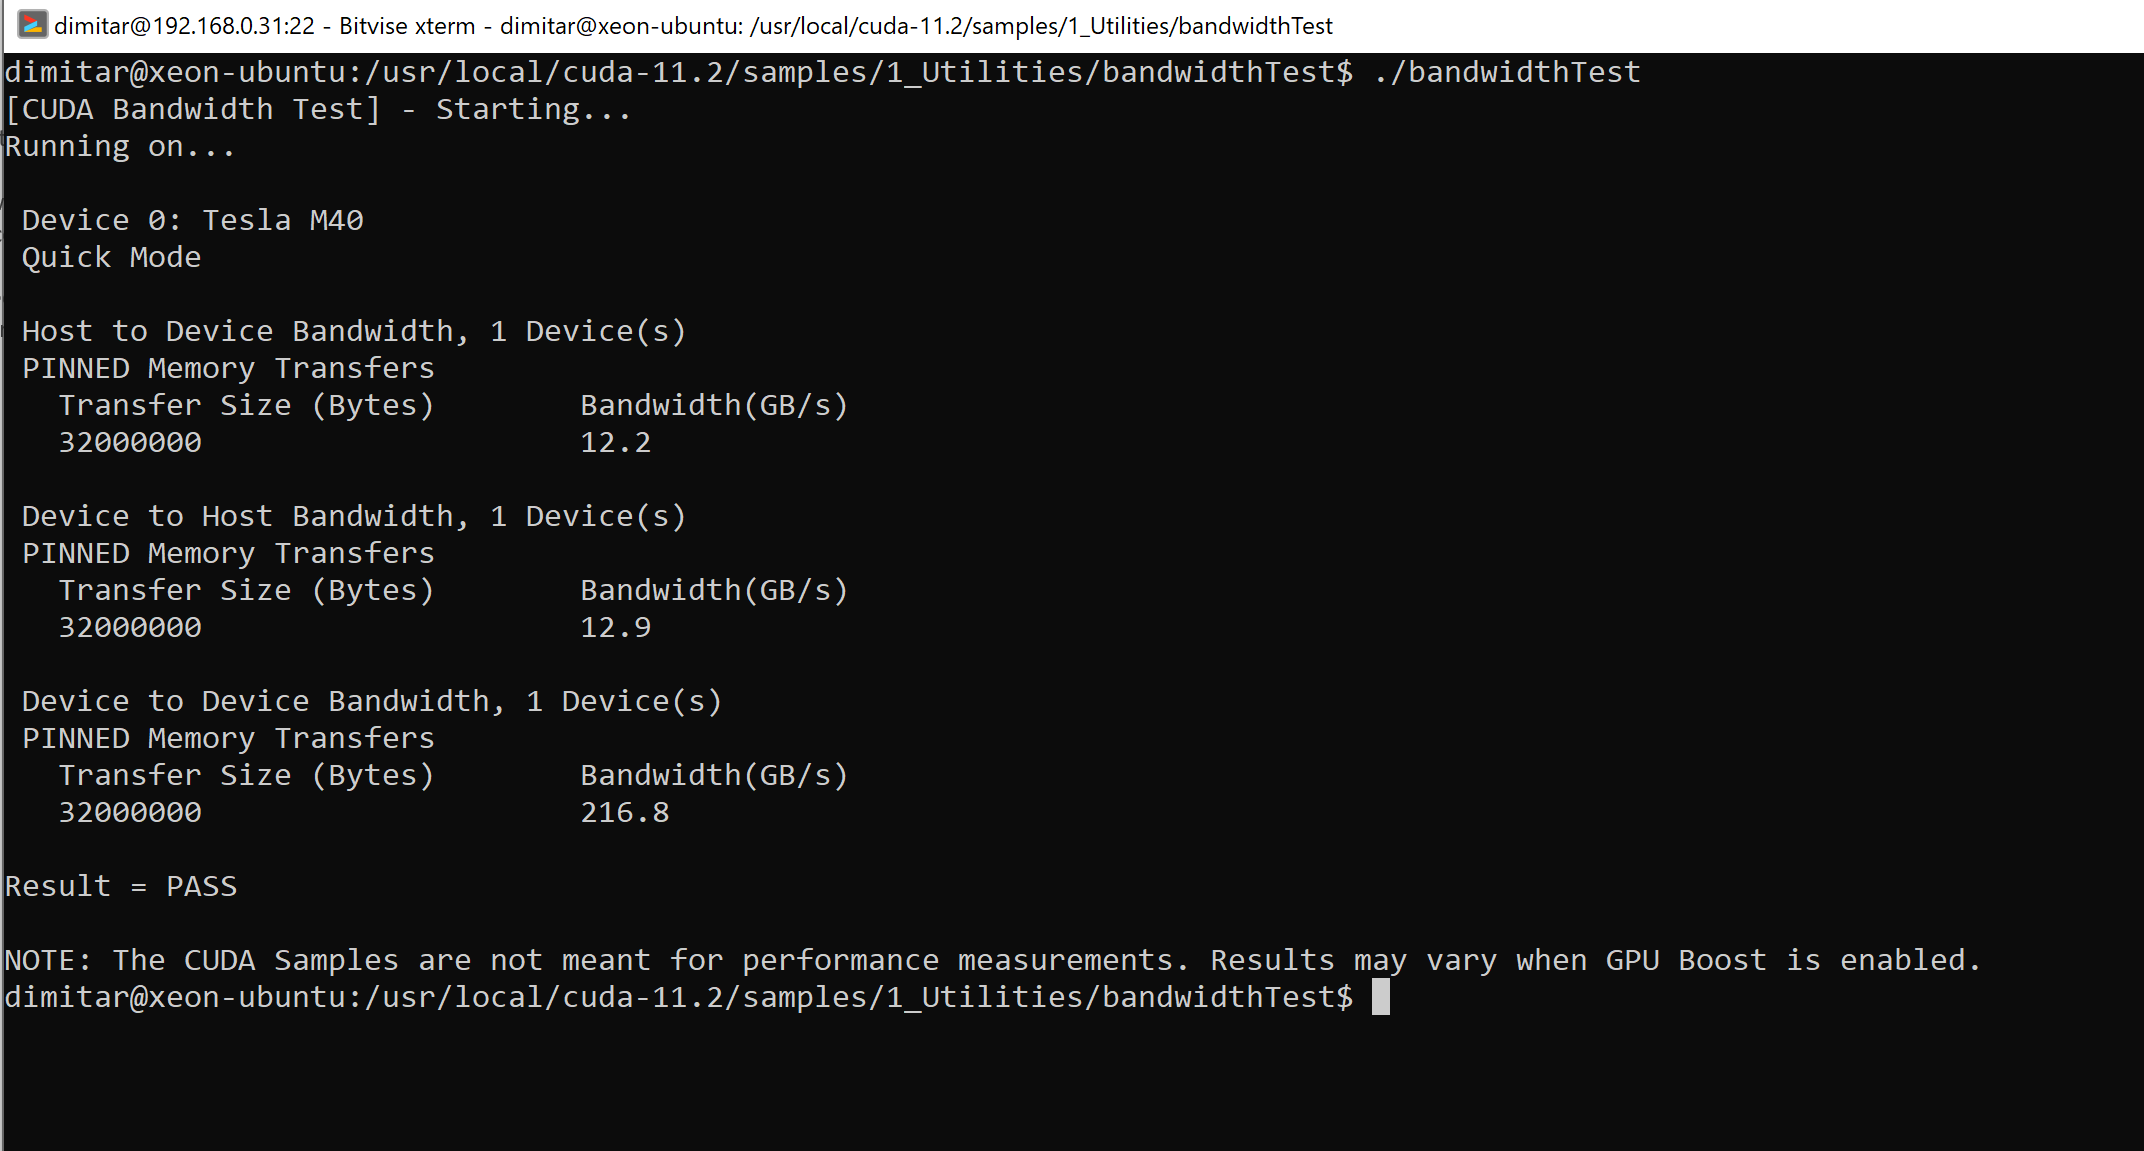 dimitar@192.168.0.31:22 - Bitvise xterm - dimitar@xeon-ubuntu: /usr/local/cuda-11.2/samples/1_Utilities/bandwidthTest
dimitar@xeon-ubuntu:/usr/local/cuda-11.2/samples/1_Utilities/bandwidthTest$ ./bandwidthTest
[CUDA Bandwidth Test] - Starting...
Running on...
Device 0: Tesla M40
Quick Mode
Host to Device Bandwidth, 1 Device(s)
PINNED Memory Transfers
Transfer Size (Bytes) Bandwidth(GB/s)
32000000 12.2
Device to Host Bandwidth, 1 Device(s)
PINNED Memory Transfers
Transfer Size (Bytes) Bandwidth(GB/s)
32000000 12.9
Device to Device Bandwidth, 1 Device(s)
PINNED Memory Transfers
Transfer Size (Bytes) Bandwidth(GB/s)
32000000 216.8
Result = PASS
NOTE: The CUDA Samples are not meant for performance measurements. Results may vary when GPU Boost is enabled.
dimitar@xeon-ubuntu:/usr/local/cuda-11.2/samples/1_Utilities/bandwidthTest$